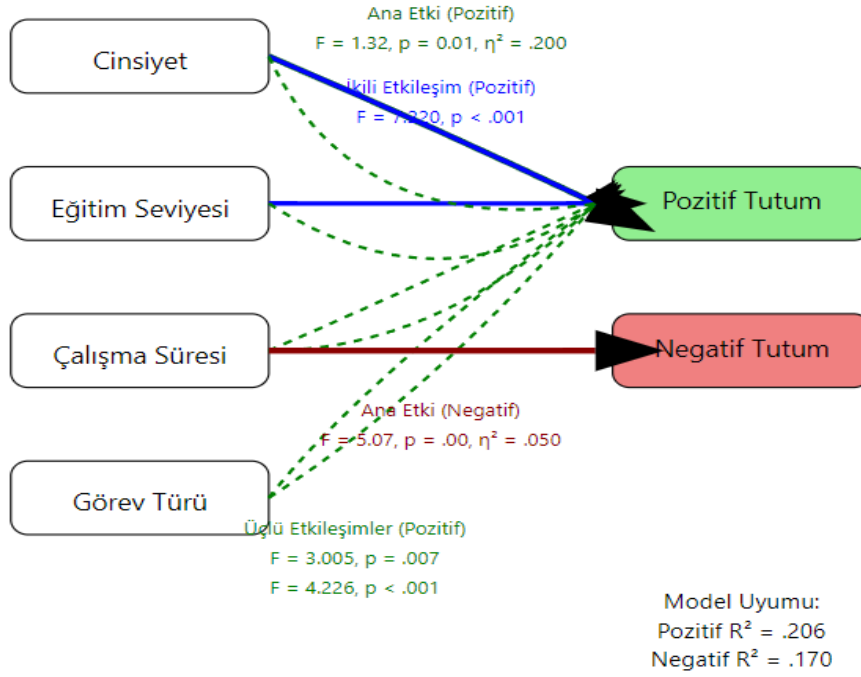 Ana Etki (Pozitif)
F = 1.32, p = 0.01, η² = .200
Cinsiyet
İkili Etkileşim (Pozitif)
F = 7.220, p < .001
Eğitim Seviyesi
Pozitif Tutum
Çalışma Süresi
Negatif Tutum
Ana Etki (Negatif)
F = 5.07, p = .00, η² = .050
Görev Türü
Üçlü Etkileşimler (Pozitif)
F = 3.005, p = .007
F = 4.226, p < .001
Model Uyumu:
Pozitif R² = .206
Negatif R² = .170